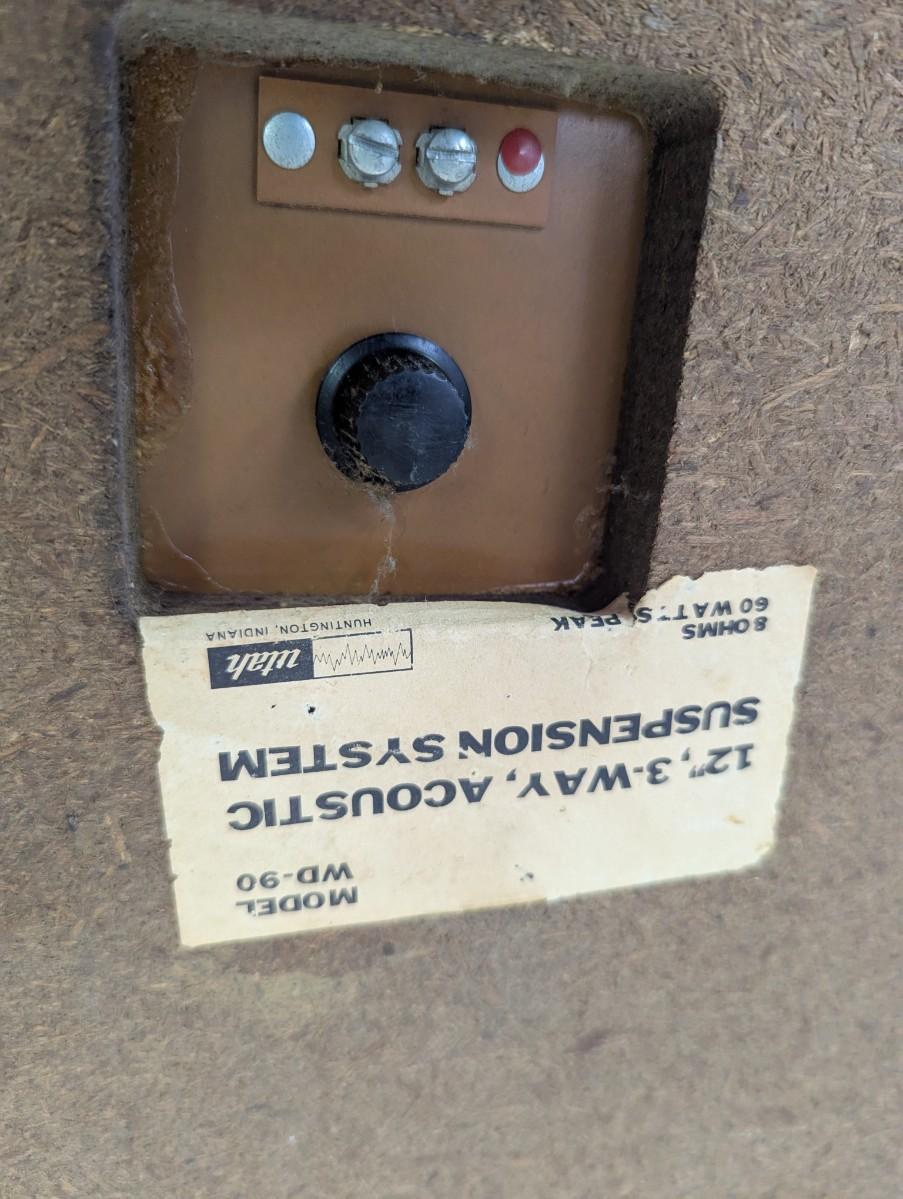 MODEL
WD-90
12", 3-WAY, ACOUSTIC
SUSPENSION SYSTEM
8 OHMS
60 WATTS PEAK
utah
HUNTINGTON, INDIANA